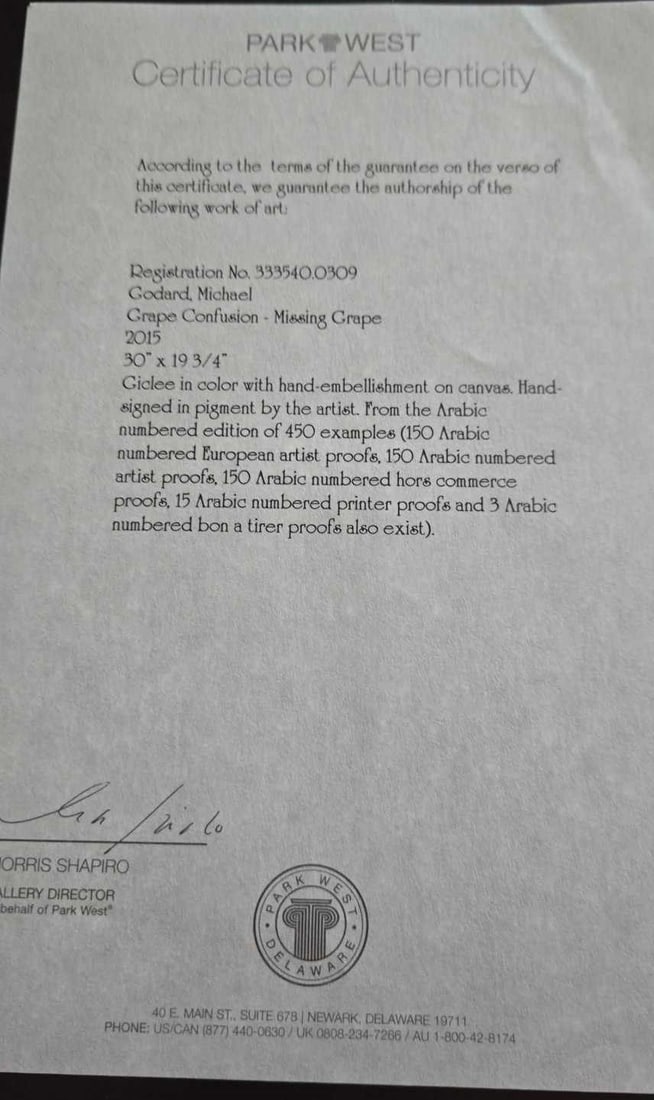 PARK WEST
Certificate of Authenticity
According to the terms of the guarantee on the verso of
this certificate, we guarantee the authorship of the
following work of art:
Registration No. 333540.0309
Godard, Michael
Grape Confusion - Missing Grape
2015
30" x 19 3/4"
Giclee in color with hand-embellishment on canvas. Hand-
signed in pigment by the artist. From the Arabic
numbered edition of 450 examples (150 Arabic
numbered European artist proofs, 150 Arabic numbered
artist proofs, 150 Arabic numbered hors commerce
proofs, 15 Arabic numbered printer proofs and 3 Arabic
numbered bon a tirer proofs also exist).
ORRIS SHAPIRO
ALLERY DIRECTOR
behalf of Park West®
PARK WEST
DELAWARE
40 E. MAIN ST., SUITE 678 | NEWARK, DELAWARE 19711
PHONE: US/CAN (877) 440-0630 / UK 0808-234-7266 / AU 1-800-42-8174